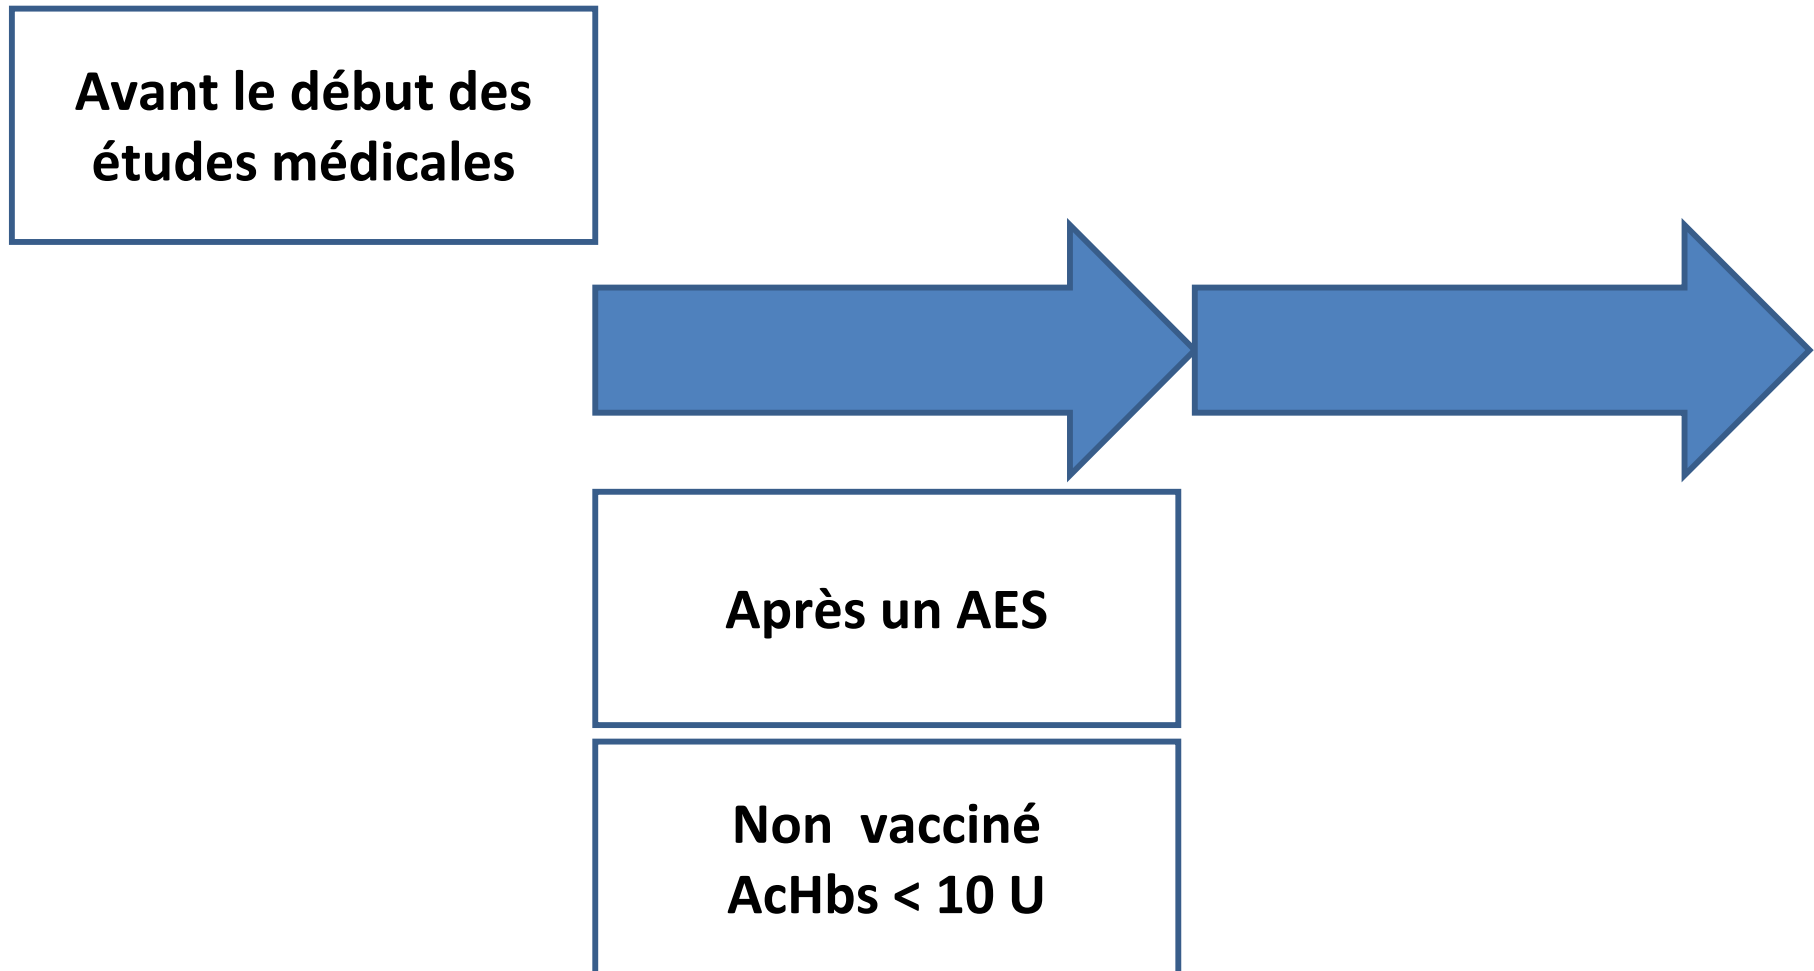 Avant le début des
études médicales
Après un AES
Non  vacciné
AcHbs < 10 U